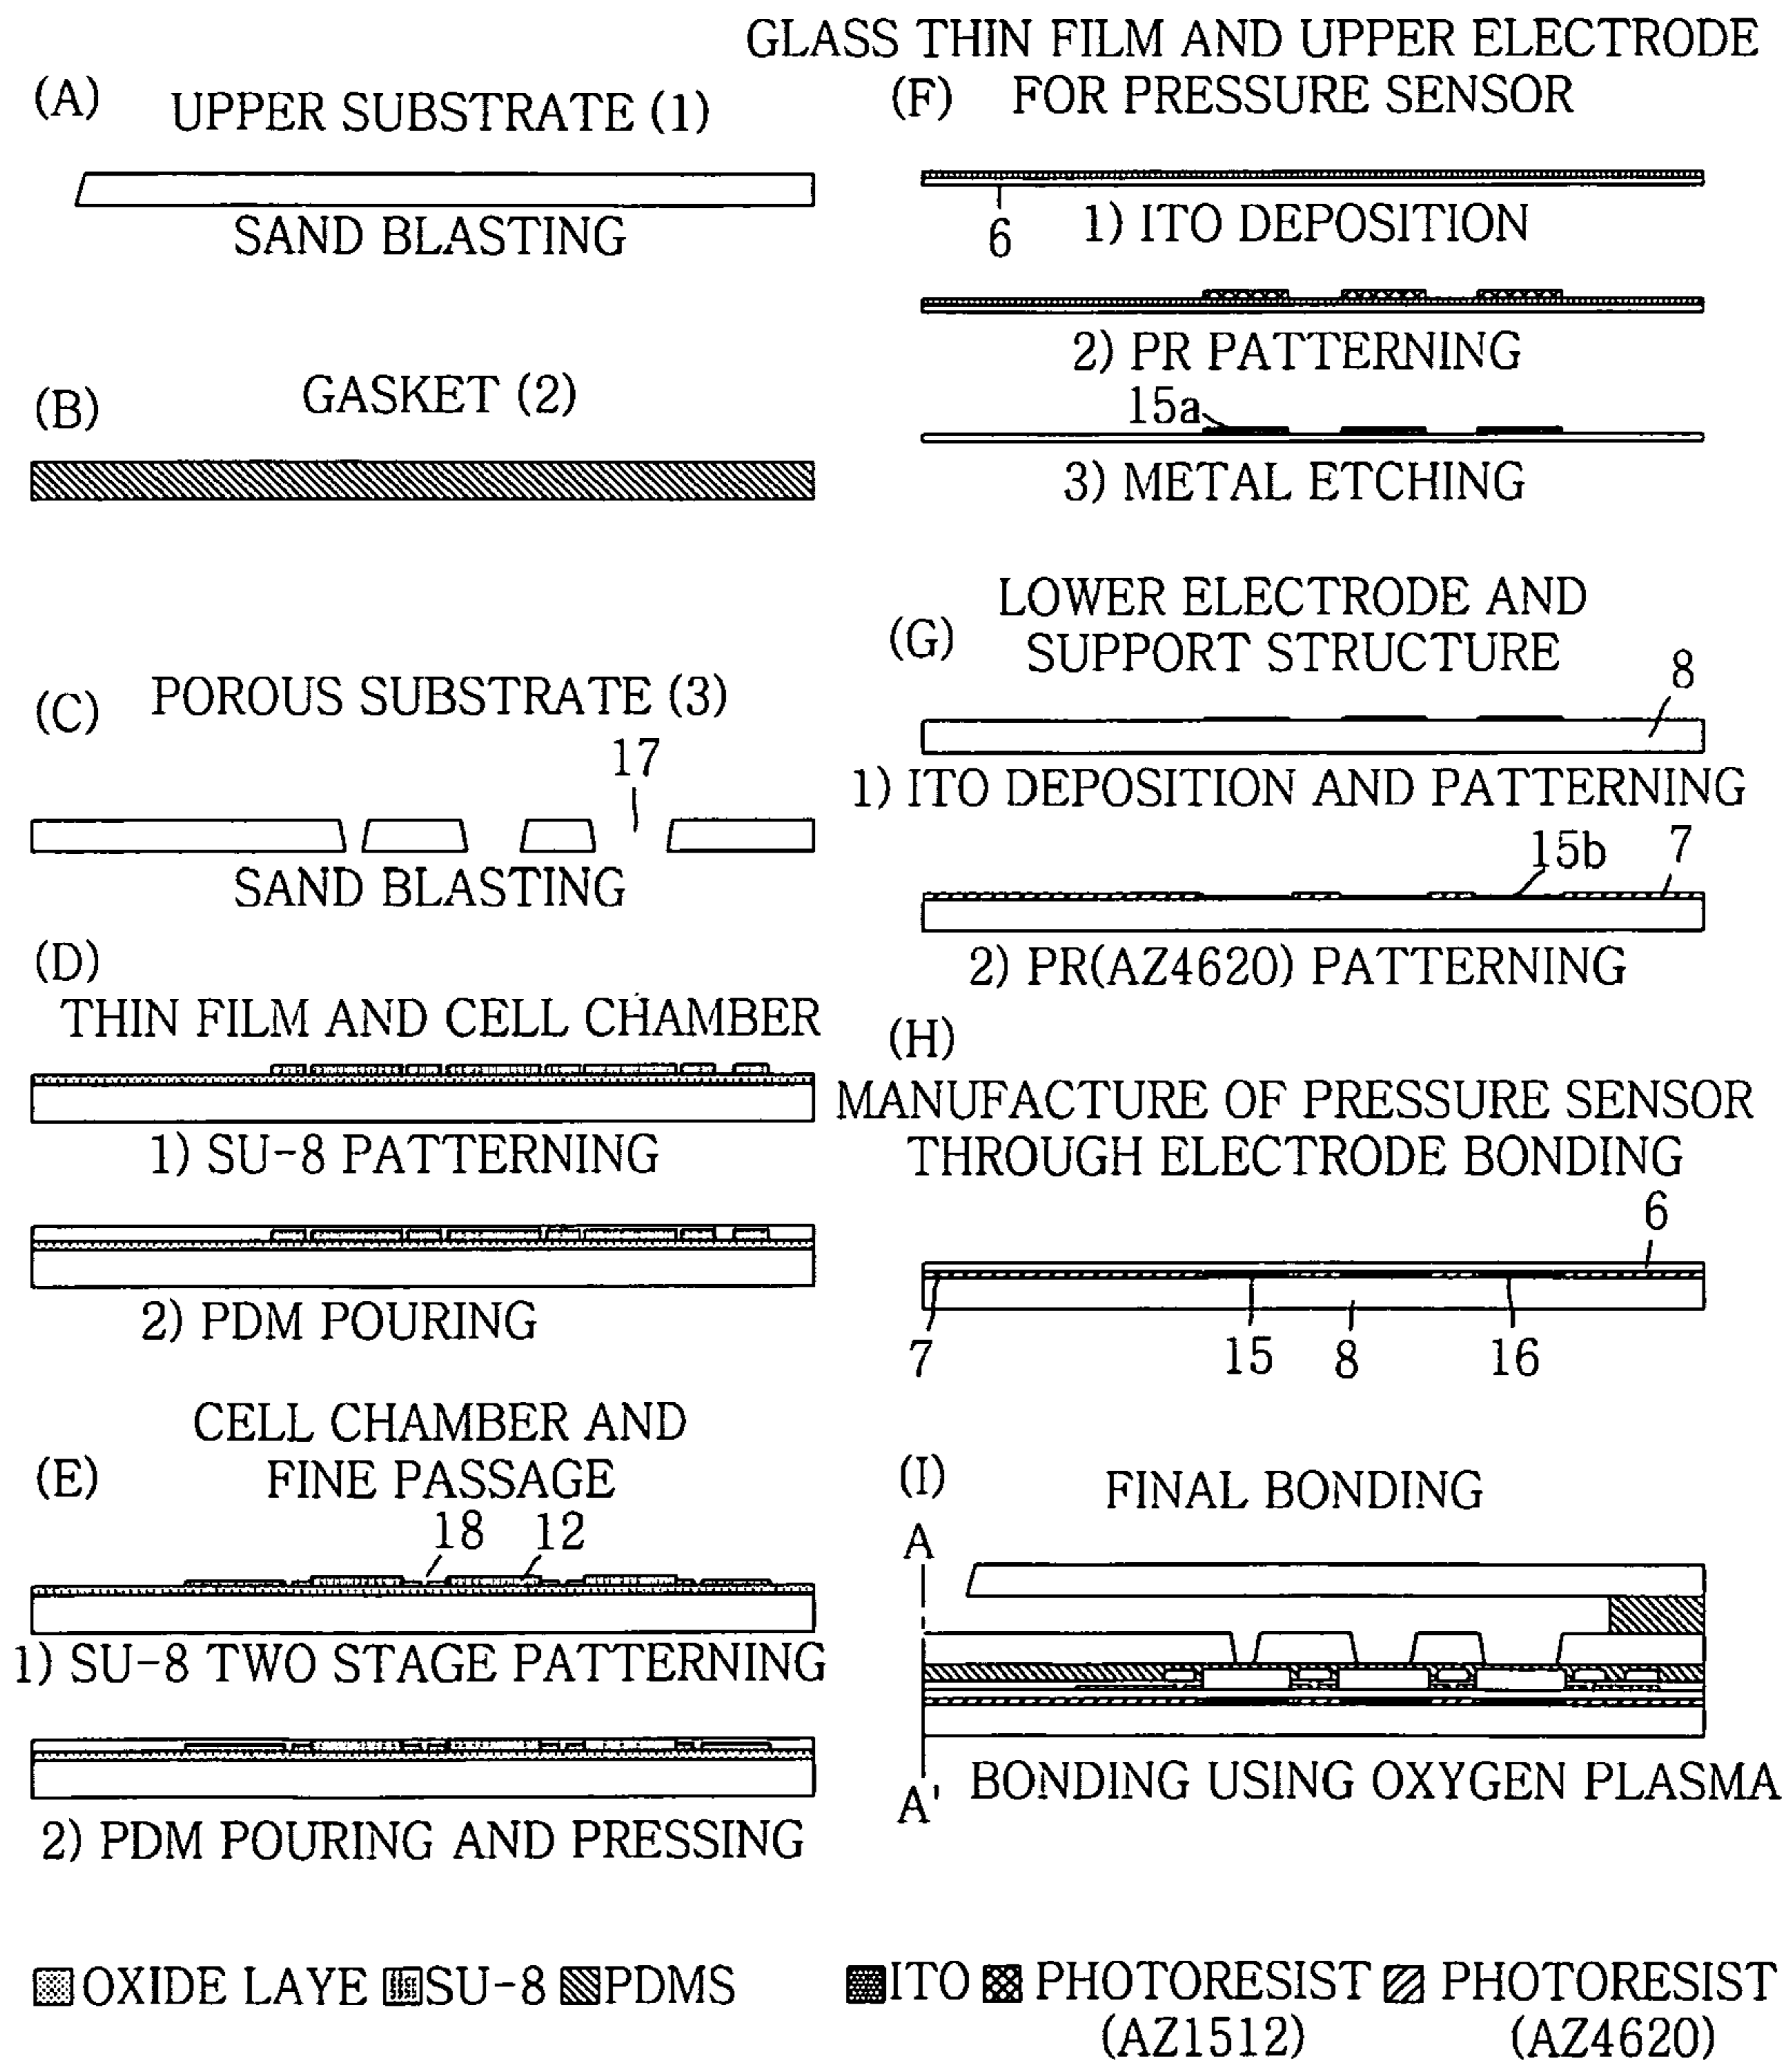 (A)
UPPER SUBSTRATE (1)
SAND BLASTING
(B)
GASKET (2)
(C)
POROUS SUBSTRATE (3)
17
SAND BLASTING
(D)
THIN FILM AND CELL CHAMBER
1) SU-8 PATTERNING
2) PDM POURING
(E)
CELL CHAMBER AND
FINE PASSAGE
18 12
1) SU-8 TWO STAGE PATTERNING
2) PDM POURING AND PRESSING
GLASS THIN FILM AND UPPER ELECTRODE
(F) FOR PRESSURE SENSOR
6 1) ITO DEPOSITION
2) PR PATTERNING
15a
3) METAL ETCHING
(G)
LOWER ELECTRODE AND
SUPPORT STRUCTURE
8
1) ITO DEPOSITION AND PATTERNING
15b 7
2) PR(AZ4620) PATTERNING
(H)
MANUFACTURE OF PRESSURE SENSOR
THROUGH ELECTRODE BONDING
6
7 15 8 16
(I)
FINAL BONDING
A
A'
BONDING USING OXYGEN PLASMA
OXIDE LAYE SU-8 PDMS
ITO PHOTORESIST PHOTORESIST
(AZ1512) (AZ4620)